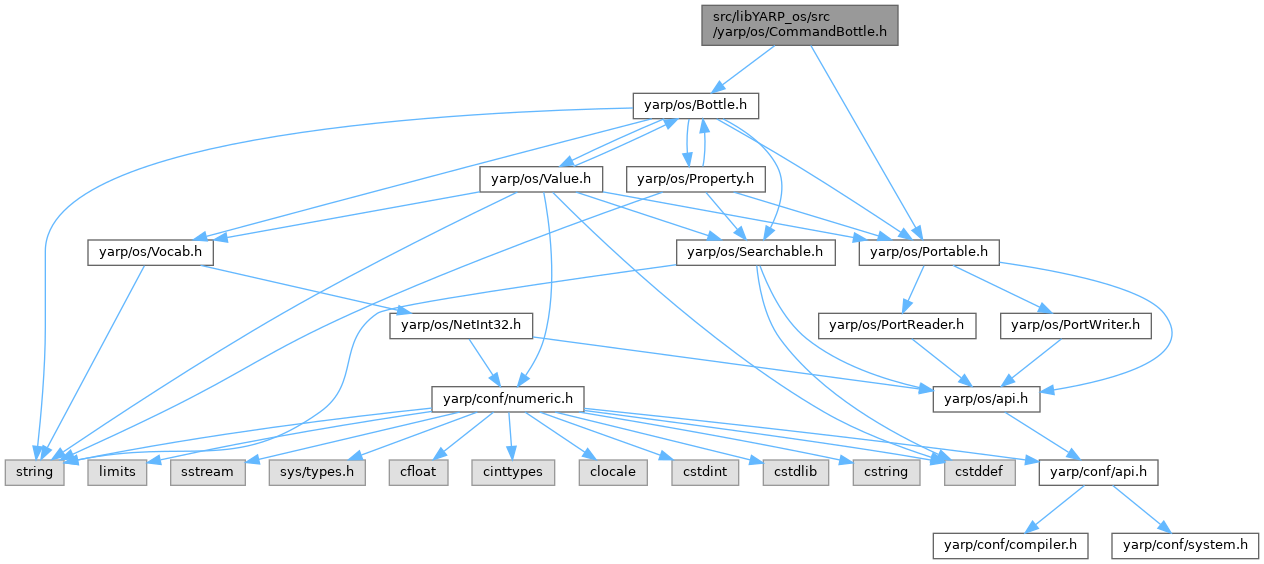 src/libYARP_os/src
/yarp/os/CommandBottle.h
yarp/os/Bottle.h
yarp/os/Value.h
yarp/os/Property.h
yarp/os/Vocab.h
yarp/os/Searchable.h
yarp/os/Portable.h
yarp/os/NetInt32.h
yarp/os/PortReader.h
yarp/os/PortWriter.h
yarp/conf/numeric.h
yarp/os/api.h
string
limits
sstream
sys/types.h
cfloat
cinttypes
clocale
cstdint
cstdlib
cstring
cstddef
yarp/conf/api.h
yarp/conf/compiler.h
yarp/conf/system.h